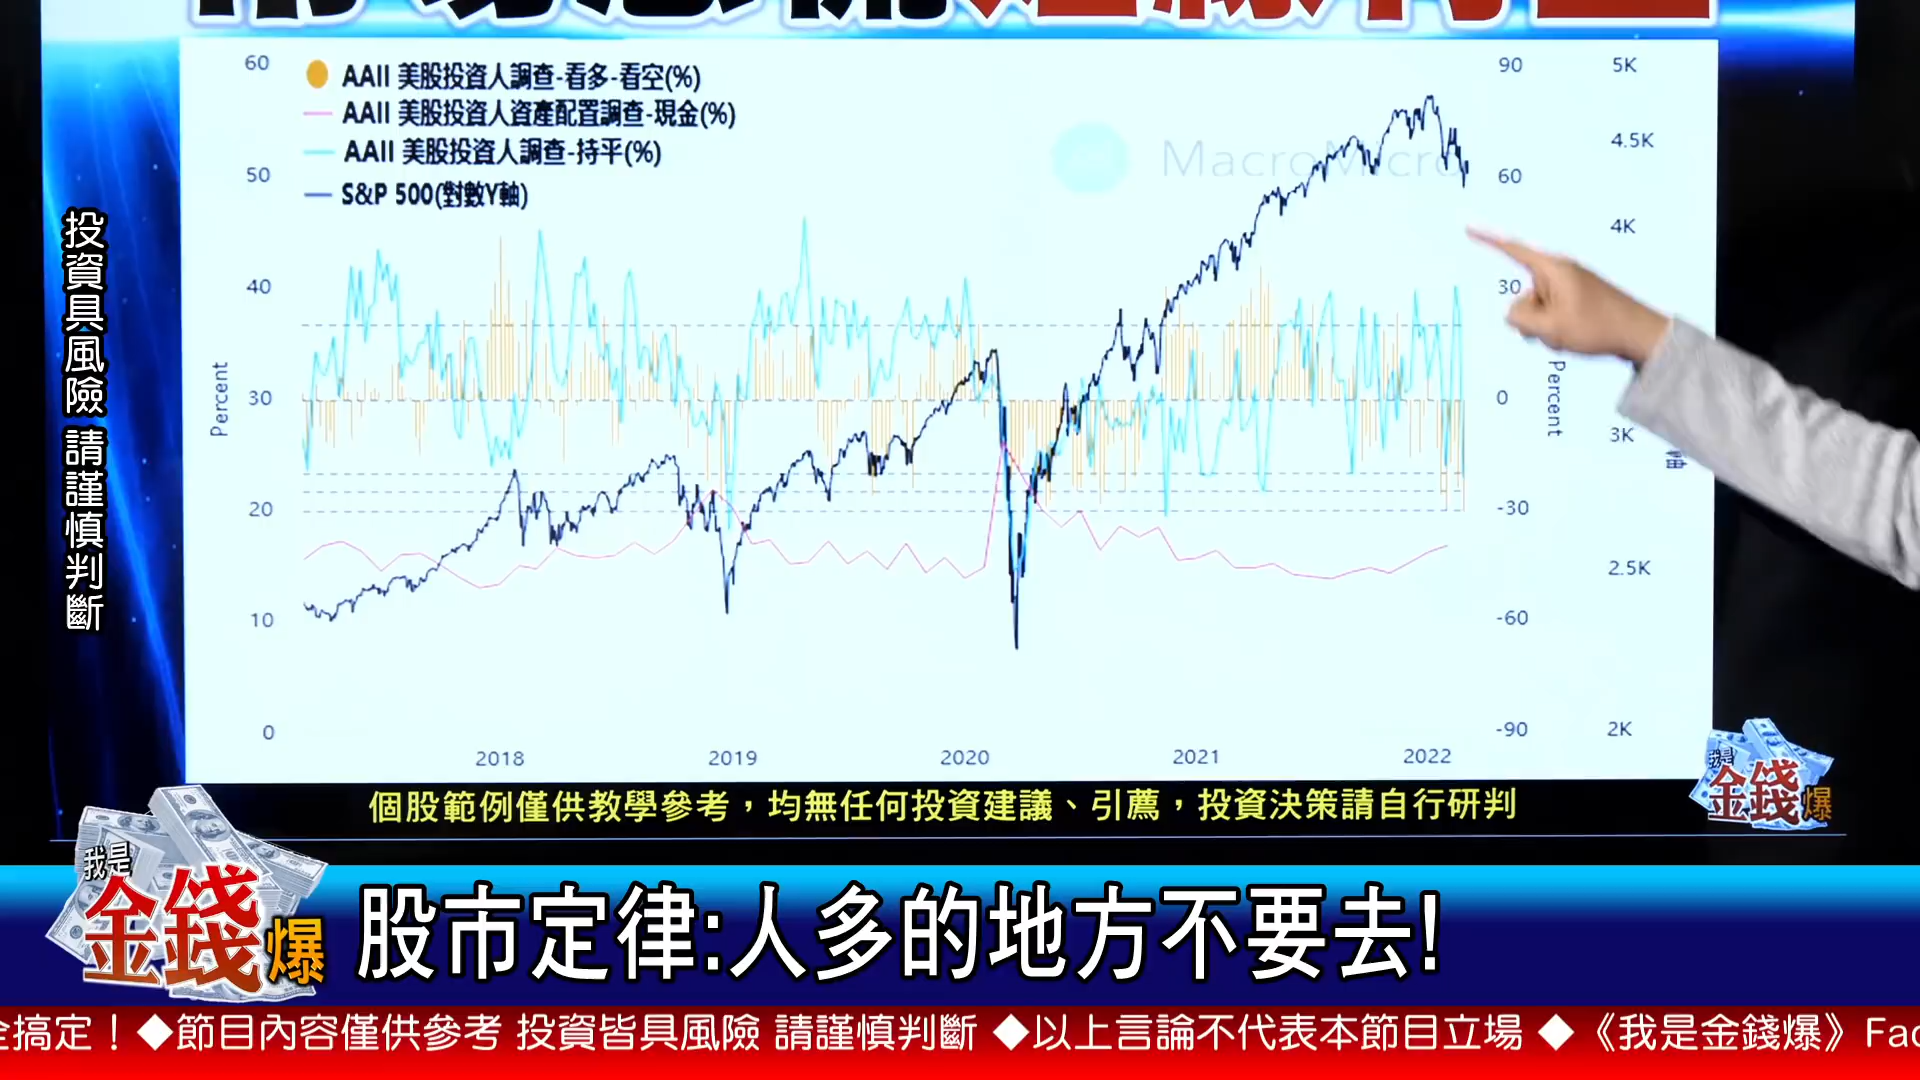 60
50
40
30
20
10
0
Percent
AAII 美股投資人調查-看多-看空(%)
AAII 美股投資人資產配置調查-現金(%)
AAII 美股投資人調查-持平(%)
S&P 500(對數Y軸)
MacroMicro
90
60
30
0
-30
-60
-90
Percent
5K
4.5K
4K
3K
2.5K
2K
軸
2018 2019 2020 2021 2022
投資具風險 請謹慎判斷
我是
金錢爆
個股範例僅供教學參考，均無任何投資建議、引薦，投資決策請自行研判
我是
金錢爆
股市定律:人多的地方不要去!
搞定！◆節目內容僅供參考 投資皆具風險 請謹慎判斷 ◆以上言論不代表本節目立場 ◆《我是金錢爆》Fac